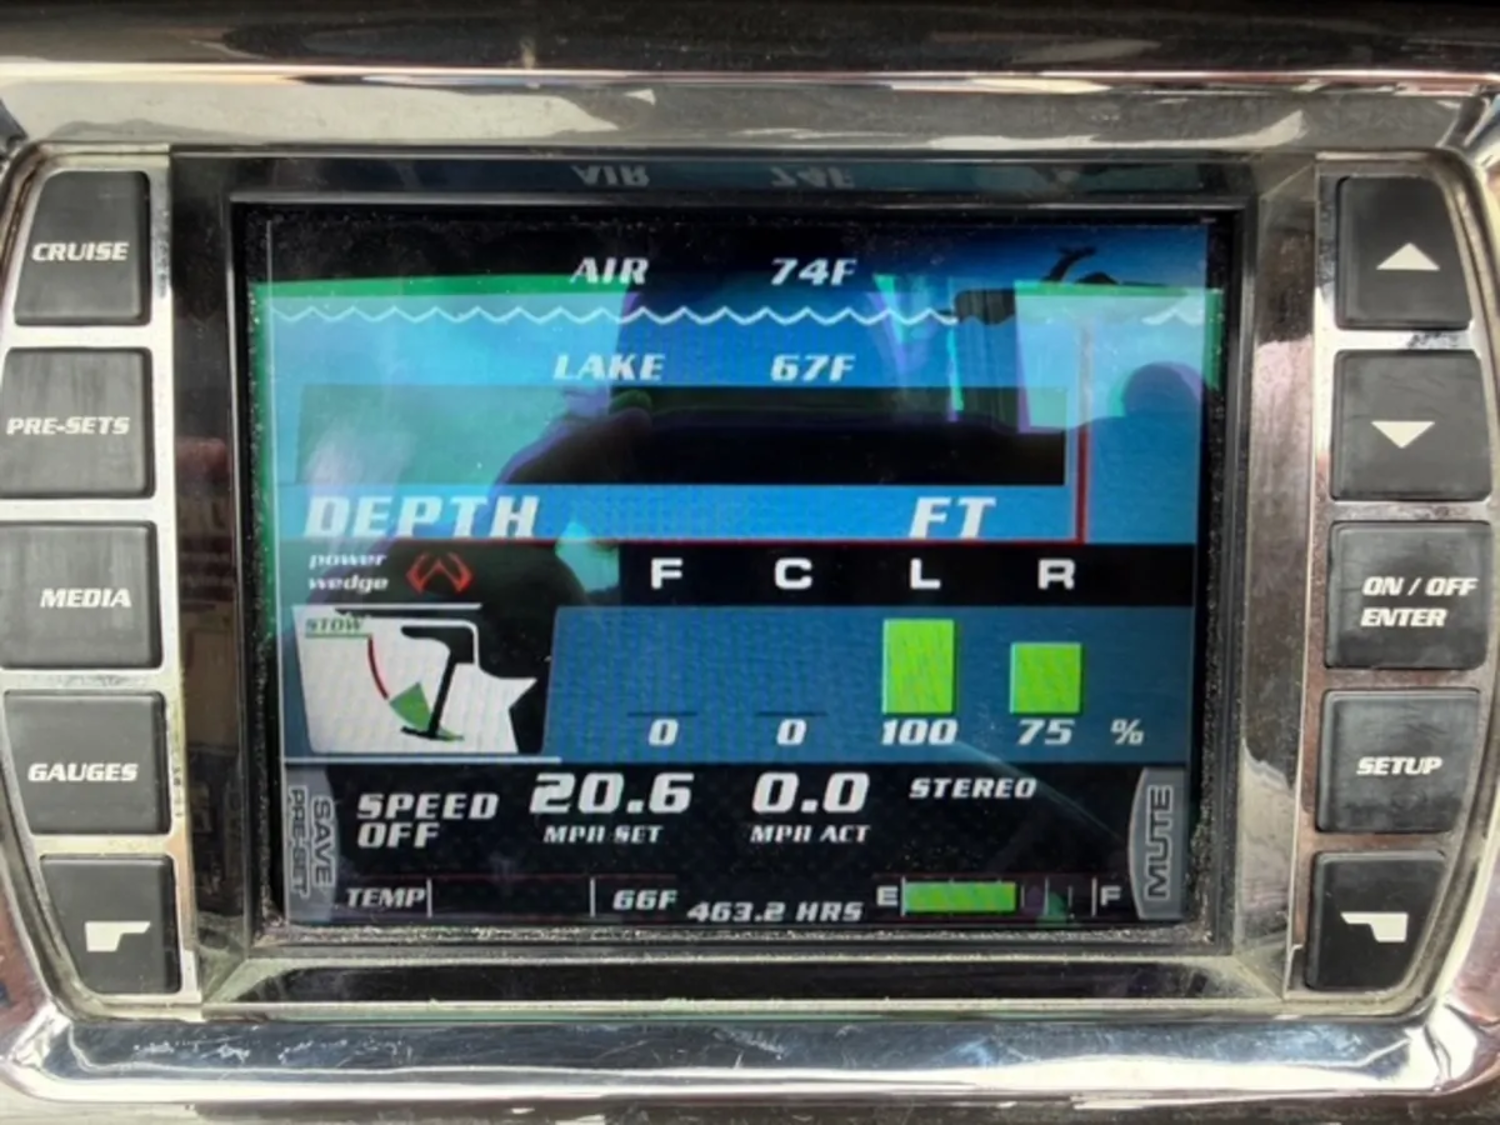 AIR 74F
AIR 74F
LAKE 67F
DEPTH FT
power
wedge
F C L R
STOW
0 0 100 75 %
SPEED
OFF
20.6
MPH SET
0.0
MPH ACT
STEREO
SAVE
PRE-SET
MUTE
TEMP 66F 463.2 HRS E F
CRUISE
PRE-SETS
MEDIA
GAUGES
ON / OFF
ENTER
SETUP